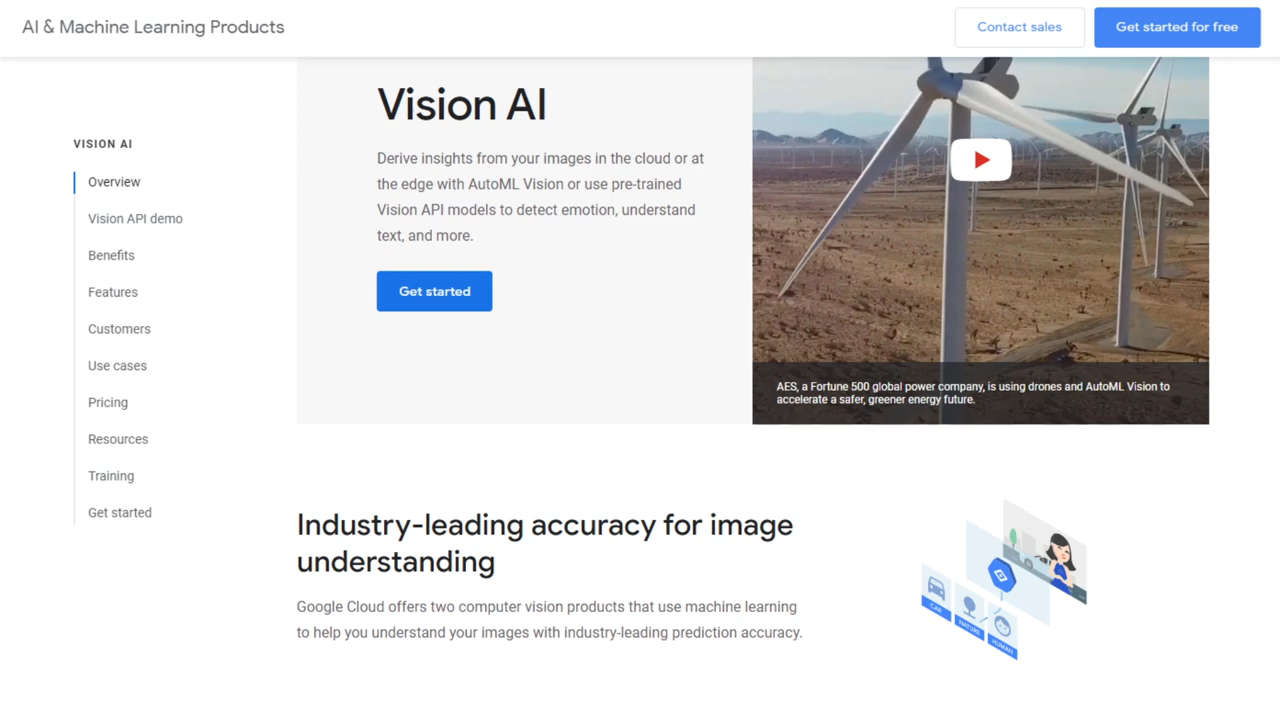 AI & Machine Learning Products
Contact sales
Get started for free
VISION AI
Overview
Vision API demo
Benefits
Features
Customers
Use cases
Pricing
Resources
Training
Get started
Vision AI
Derive insights from your images in the cloud or at
the edge with AutoML Vision or use pre-trained
Vision API models to detect emotion, understand
text, and more.
Get started
AES, a Fortune 500 global power company, is using drones and AutoML Vision to
accelerate a safer, greener energy future.
Industry-leading accuracy for image
understanding
Google Cloud offers two computer vision products that use machine learning
to help you understand your images with industry-leading prediction accuracy.
CAR
NATURE
HUMAN